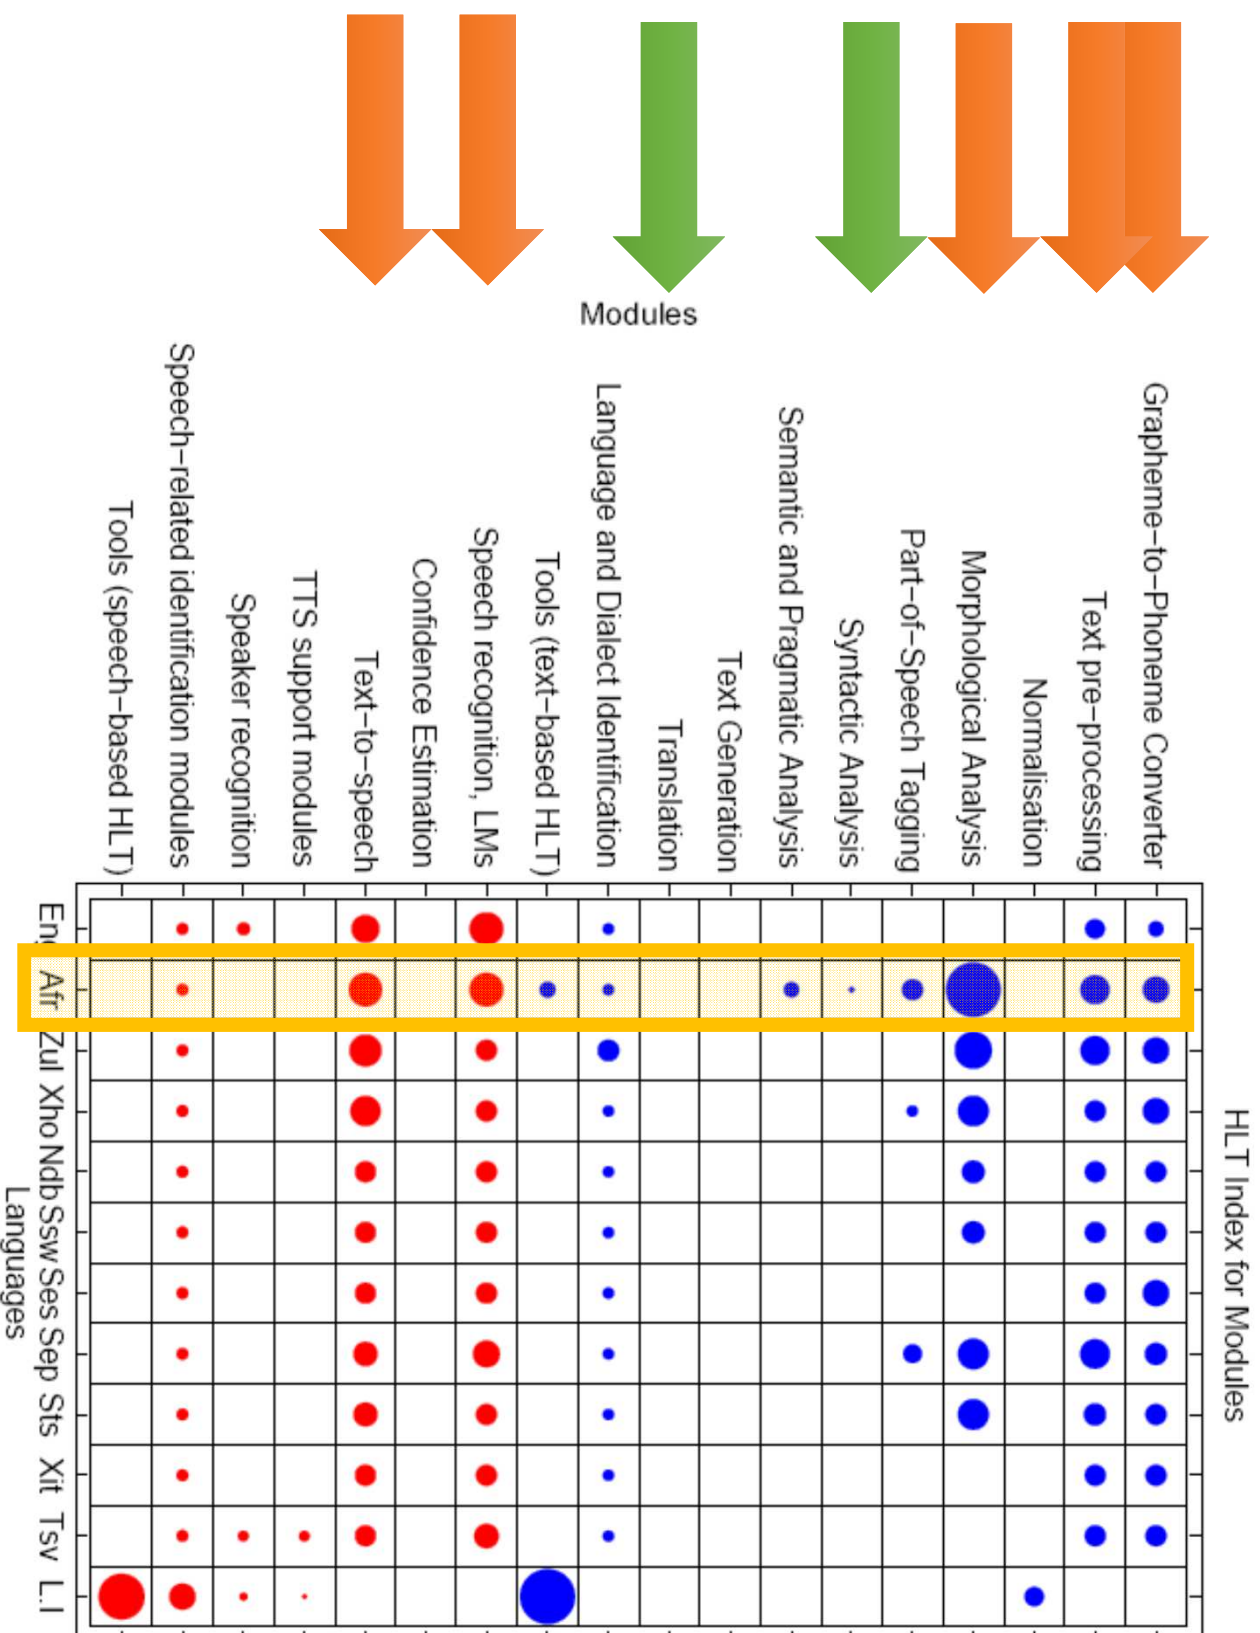 Modules
Tools (speech-based HLT)
Speech-related identification modules
Speaker recognition
TTS support modules
Text-to-speech
Confidence Estimation
Speech recognition, LMs
Tools (text-based HLT)
Language and Dialect Identification
Translation
Text Generation
Semantic and Pragmatic Analysis
Syntactic Analysis
Part-of-Speech Tagging
Morphological Analysis
Normalisation
Text pre-processing
Grapheme-to-Phoneme Converter
Eng
Afr
Zul
Xho
Ndb
Ssw
Ses
Sep
Sts
Xit
Tsv
L.I
Languages
HLT Index for Modules